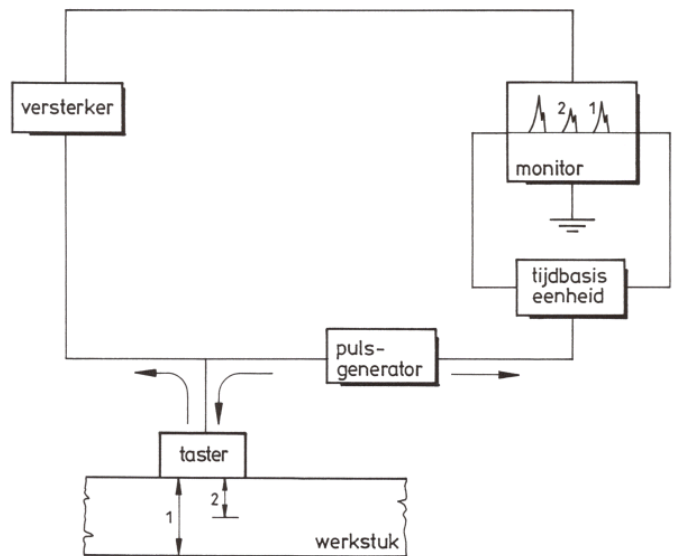 versterker
2 1
monitor
tijdbasis
eenheid
puls-
generator
taster
1
2
werkstuk